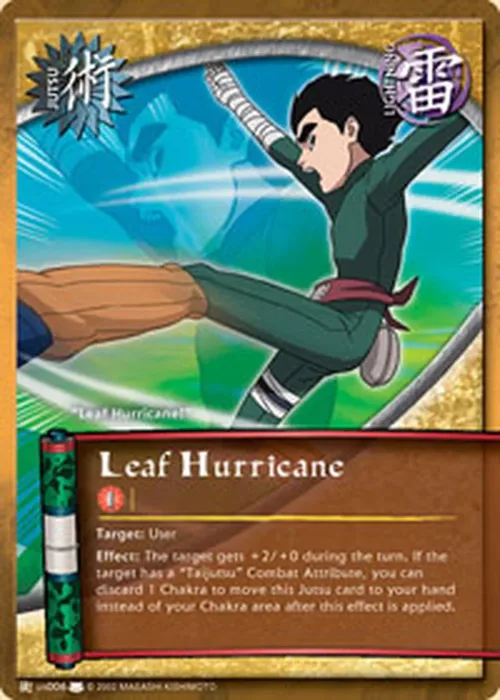 術
JUTSU
雷
LIGHTNING
"Leaf Hurricane!"
Leaf Hurricane
Target: User
Effect: The target gets +2/+0 during the turn. If the
target has a "Taijutsu" Combat Attribute, you can
discard 1 Chakra to move this Jutsu card to your hand
instead of your Chakra area after this effect is applied.
© 2002 MASASHI KISHIMOTO